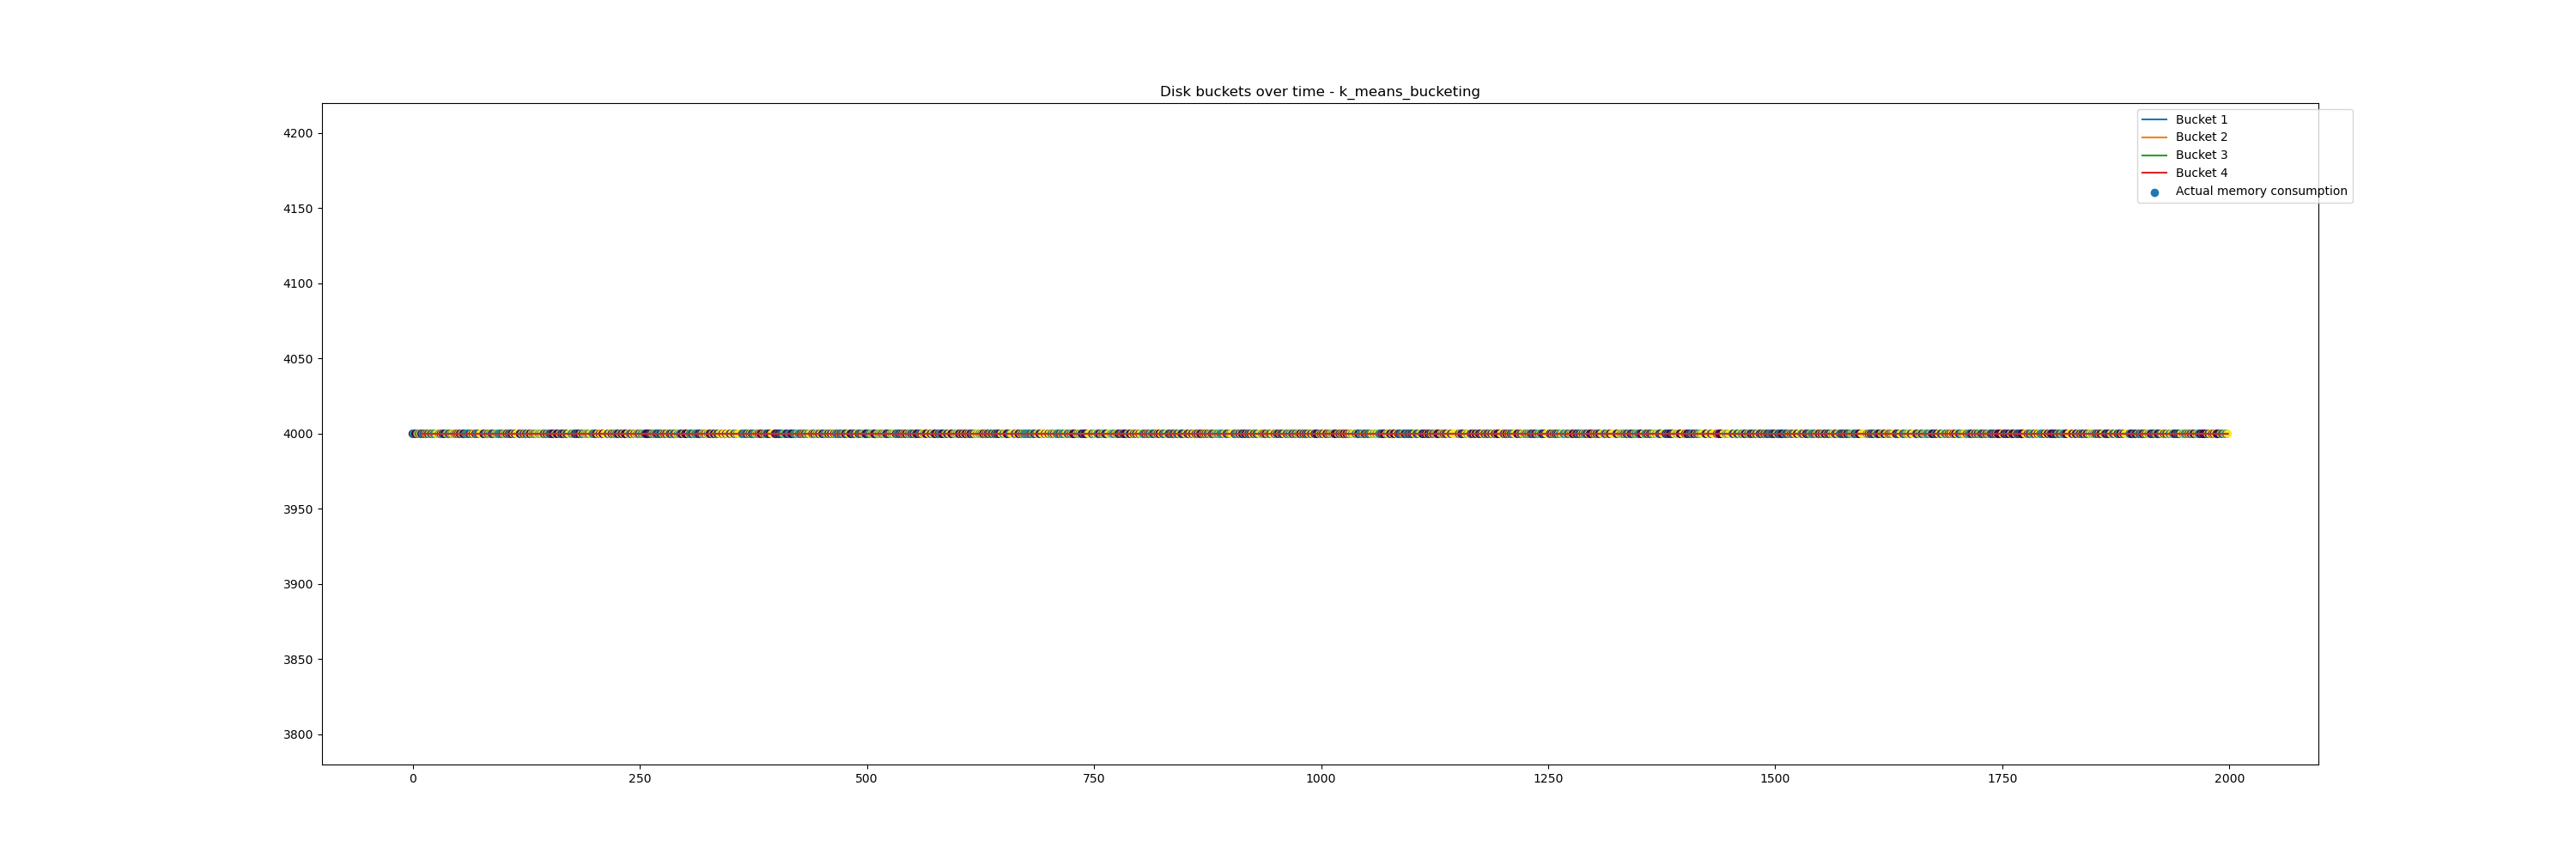 Disk buckets over time - k_means_bucketing
Bucket 1
Bucket 2
Bucket 3
Bucket 4
Actual memory consumption
4200
4150
4100
4050
4000
3950
3900
3850
3800
0 250 500 750 1000 1250 1500 1750 2000